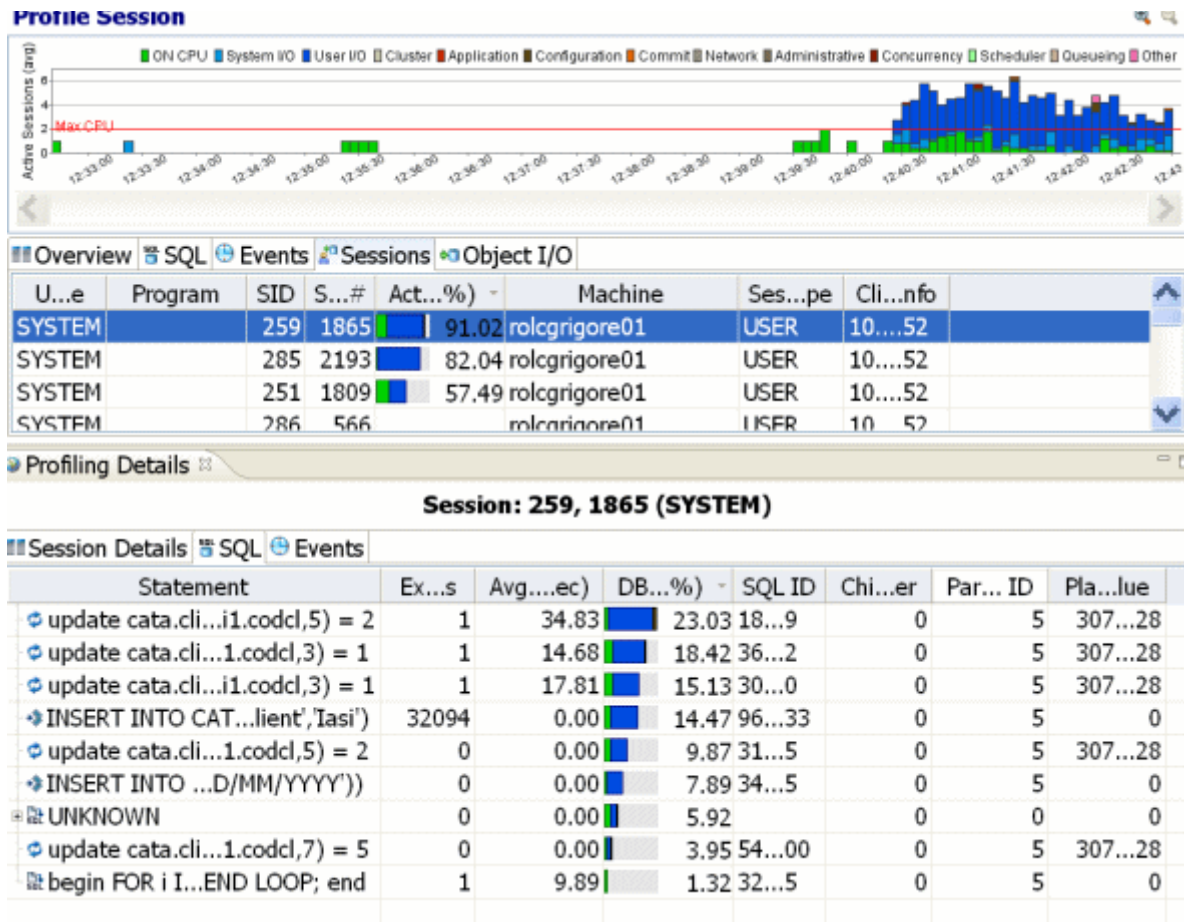 Profile Session
Active Sessions (avg)
ON CPU System I/O User I/O Cluster Application Configuration Commit Network Administrative Concurrency Scheduler Queueing Other
6
4
2
0
Max CPU
12:33:00 12:33:30 12:34:00 12:34:30 12:35:00 12:35:30 12:36:00 12:36:30 12:37:00 12:37:30 12:38:00 12:38:30 12:39:00 12:39:30 12:40:00 12:40:30 12:41:00 12:41:30 12:42:00 12:42:30 12:43
Overview SQL Events Sessions Object I/O
U...e Program SID S...# Act...%) Machine Ses...pe Cli...nfo
SYSTEM 259 1865 91.02 rolcgrigore01 USER 10....52
SYSTEM 285 2193 82.04 rolcgrigore01 USER 10....52
SYSTEM 251 1809 57.49 rolcgrigore01 USER 10....52
SYSTEM 286 566 rolcgrigore01 USER 10....52
Profiling Details
Session: 259, 1865 (SYSTEM)
Session Details SQL Events
Statement Ex...s Avg....ec) DB...%) SQL ID Chi...er Par... ID Pla...lue
update cata.cli...i1.codcl,5) = 2 1 34.83 23.03 18...9 0 5 307...28
update cata.cli...1.codcl,3) = 1 1 14.68 18.42 36...2 0 5 307...28
update cata.cli...i1.codcl,3) = 1 1 17.81 15.13 30...0 0 5 307...28
INSERT INTO CAT...lient','Iasi') 32094 0.00 14.47 96...33 0 5 0
update cata.cli...1.codcl,5) = 2 0 0.00 9.87 31...5 0 5 307...28
INSERT INTO ...D/MM/YYYY')) 0 0.00 7.89 34...5 0 5 0
UNKNOWN 0 0.00 5.92 0 0 0
update cata.cli...1.codcl,7) = 5 0 0.00 3.95 54...00 0 5 307...28
begin FOR i I...END LOOP; end 1 9.89 1.32 32...5 0 5 0